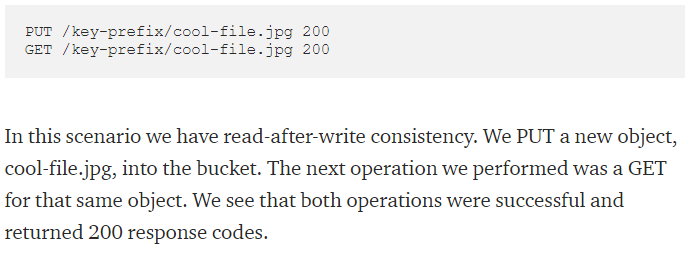 PUT /key-prefix/cool-file.jpg 200
GET /key-prefix/cool-file.jpg 200
In this scenario we have read-after-write consistency. We PUT a new object,
cool-file.jpg, into the bucket. The next operation we performed was a GET
for that same object. We see that both operations were successful and
returned 200 response codes.